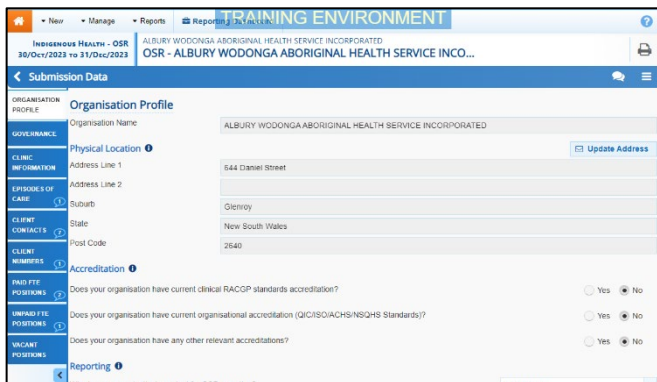 New
Manage
Reports
Reporting
TRAINING ENVIRONMENT
INDIGENOUS HEALTH - OSR
30/OCT/2023 TO 31/DEC/2023
ALBURY WODONGA ABORIGINAL HEALTH SERVICE INCORPORATED
OSR - ALBURY WODONGA ABORIGINAL HEALTH SERVICE INCO...
Submission Data
ORGANISATION
PROFILE
GOVERNANCE
CLINIC
INFORMATION
EPISODES OF
CARE
CLIENT
CONTACTS
CLIENT
NUMBERS
PAID FTE
POSITIONS
UNPAID FTE
POSITIONS
VACANT
POSITIONS
Organisation Profile
Organisation Name
ALBURY WODONGA ABORIGINAL HEALTH SERVICE INCORPORATED
Physical Location
Update Address
Address Line 1
644 Daniel Street
Address Line 2
Suburb
Glenroy
State
New South Wales
Post Code
2640
Accreditation
Does your organisation have current clinical RACGP standards accreditation?
Yes No
Does your organisation have current organisational accreditation (QIC/ISO/ACHS/NSQHS Standards)?
Yes No
Does your organisation have any other relevant accreditations?
Yes No
Reporting